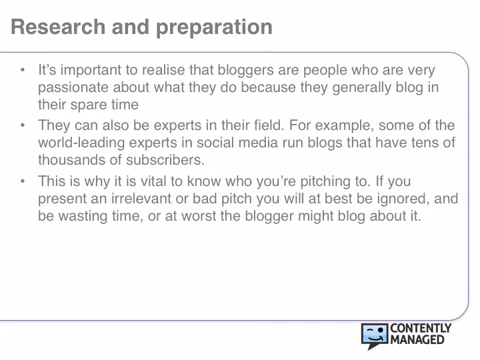 Research and preparation
• It's important to realise that bloggers are people who are very
passionate about what they do because they generally blog in
their spare time
• They can also be experts in their field. For example, some of the
world-leading experts in social media run blogs that have tens of
thousands of subscribers.
• This is why it is vital to know who you're pitching to. If you
present an irrelevant or bad pitch you will at best be ignored, and
be wasting time, or at worst the blogger might blog about it.
CONTENTLY
MANAGED